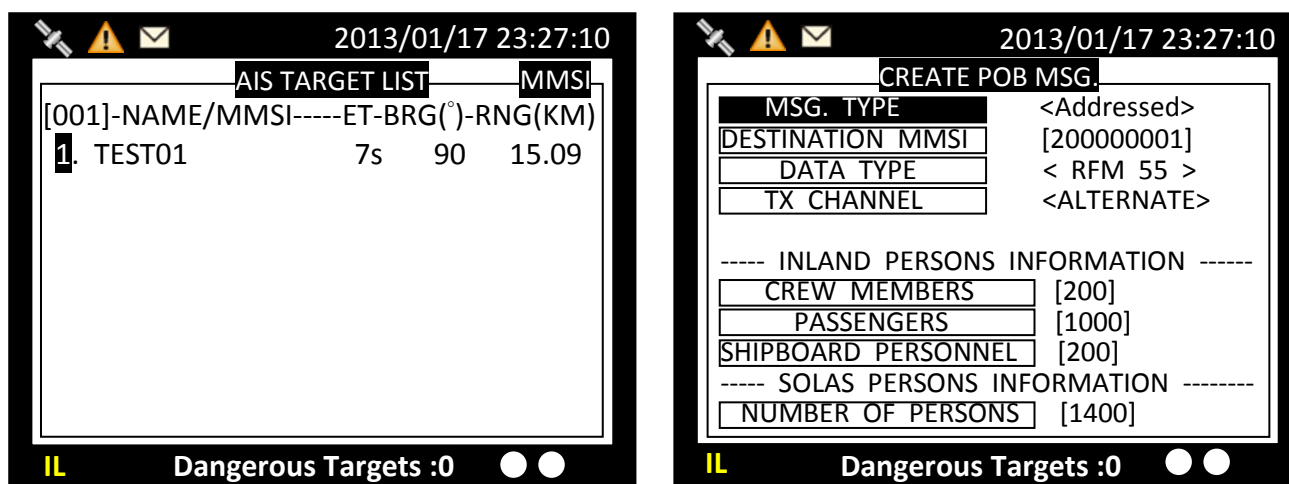 2013/01/17 23:27:10
AIS TARGET LIST MMSI
[001]-NAME/MMSI-----ET-BRG(°)-RNG(KM)
1. TEST01 7s 90 15.09
IL Dangerous Targets :0
2013/01/17 23:27:10
CREATE POB MSG.
MSG. TYPE <Addressed>
DESTINATION MMSI [200000001]
DATA TYPE < RFM 55 >
TX CHANNEL <ALTERNATE>
----- INLAND PERSONS INFORMATION ------
CREW MEMBERS [200]
PASSENGERS [1000]
SHIPBOARD PERSONNEL [200]
----- SOLAS PERSONS INFORMATION --------
NUMBER OF PERSONS [1400]
IL Dangerous Targets :0